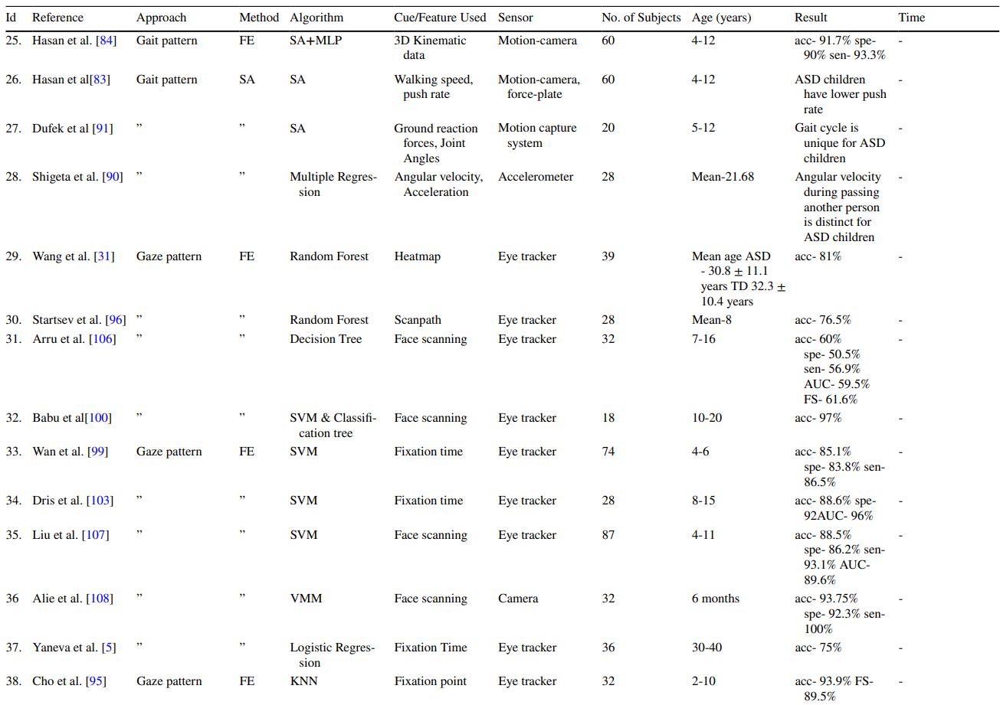 Id Reference Approach Method Algorithm Cue/Feature Used Sensor No. of Subjects Age (years) Result Time
25. Hasan et al. [84] Gait pattern FE SA+MLP 3D Kinematic Motion-camera 60 4-12 acc- 91.7% spe- -
data 90% sen- 93.3%
26. Hasan et al[83] Gait pattern SA SA Walking speed, Motion-camera, 60 4-12 ASD children -
push rate force-plate have lower push
rate
27. Dufek et al [91] ” ” SA Ground reaction Motion capture 20 5-12 Gait cycle is -
forces, Joint system unique for ASD
Angles children
28. Shigeta et al. [90] ” ” Multiple Regres- Angular velocity, Accelerometer 28 Mean-21.68 Angular velocity -
sion Acceleration during passing
another person
is distinct for
ASD children
29. Wang et al. [31] Gaze pattern FE Random Forest Heatmap Eye tracker 39 Mean age ASD acc- 81% -
- 30.8 ± 11.1
years TD 32.3 ±
10.4 years
30. Startsev et al. [96] ” ” Random Forest Scanpath Eye tracker 28 Mean-8 acc- 76.5% -
31. Arru et al. [106] ” ” Decision Tree Face scanning Eye tracker 32 7-16 acc- 60% -
spe- 50.5%
sen- 56.9%
AUC- 59.5%
FS- 61.6%
32. Babu et al[100] ” ” SVM & Classifi- Face scanning Eye tracker 18 10-20 acc- 97% -
cation tree
33. Wan et al. [99] Gaze pattern FE SVM Fixation time Eye tracker 74 4-6 acc- 85.1% -
spe- 83.8% sen-
86.5%
34. Dris et al. [103] ” ” SVM Fixation time Eye tracker 28 8-15 acc- 88.6% spe- -
92AUC- 96%
35. Liu et al. [107] ” ” SVM Face scanning Eye tracker 87 4-11 acc- 88.5% -
spe- 86.2% sen-
93.1% AUC-
89.6%
36 Alie et al. [108] ” ” VMM Face scanning Camera 32 6 months acc- 93.75% -
spe- 92.3% sen-
100%
37. Yaneva et al. [5] ” ” Logistic Regres- Fixation Time Eye tracker 36 30-40 acc- 75% -
sion
38. Cho et al. [95] Gaze pattern FE KNN Fixation point Eye tracker 32 2-10 acc- 93.9% FS- -
89.5%